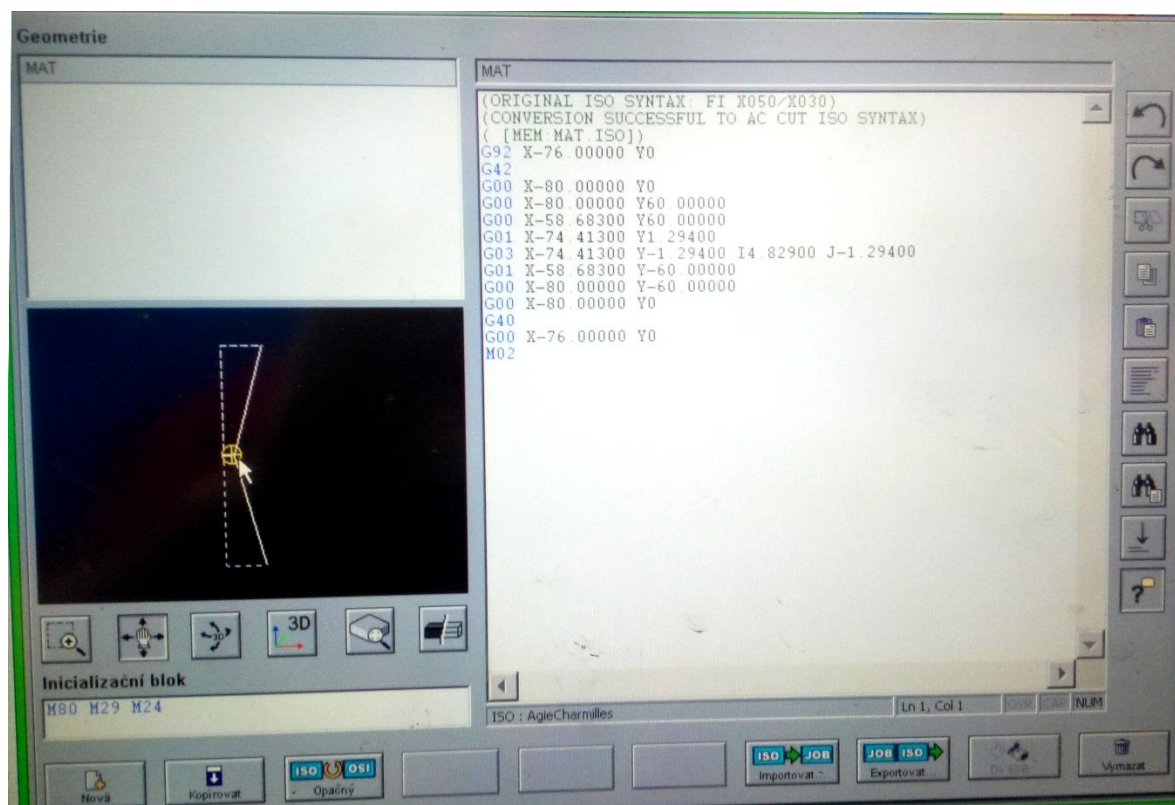 Geometrie
MAT
MAT
(ORIGINAL ISO SYNTAX: FI X050/X030)
(CONVERSION SUCCESSFUL TO AC CUT ISO SYNTAX)
( [MEM:MAT.ISO])
G92 X-76.00000 Y0
G42
G00 X-80.00000 Y0
G00 X-80.00000 Y60.00000
G00 X-58.68300 Y60.00000
G01 X-74.41300 Y1.29400
G03 X-74.41300 Y-1.29400 I4.82900 J-1.29400
G01 X-58.68300 Y-60.00000
G00 X-80.00000 Y-60.00000
G00 X-80.00000 Y0
G40
G00 X-76.00000 Y0
M02
3D
3D
Inicializační blok
M80 M29 M24
ISO : AgieCharmilles
Ln 1, Col 1
OVR
CAP
NUM
Nová
Kopírovat
ISO OSI
Opačný
ISO JOB
Importovat...
JOB ISO
Exportovat...
Vymazat